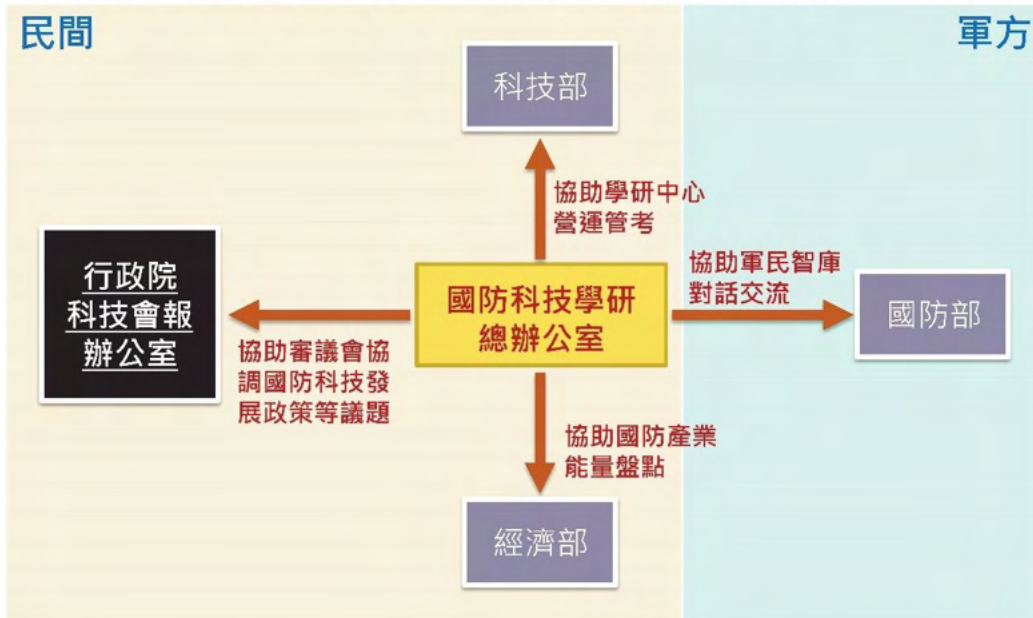 民間
軍方
科技部
協助學研中心
營運管考
行政院
科技會報
辦公室
國防科技學研
總辦公室
協助軍民智庫
對話交流
國防部
協助審議會協
調國防科技發
展政策等議題
協助國防產業
能量盤點
經濟部